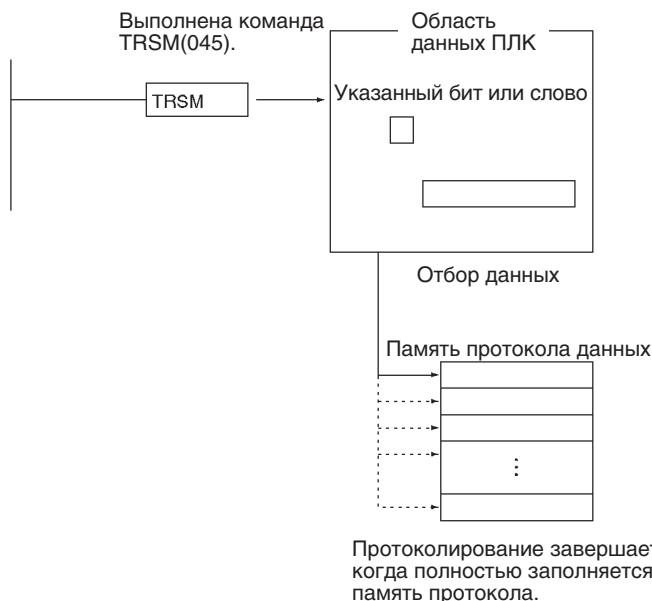 Выполнена команда
TRSM(045).
Область
данных ПЛК
TRSM
Указанный бит или слово
Отбор данных
Память протокола данных
Протоколирование завершает
когда полностью заполняется
память протокола.